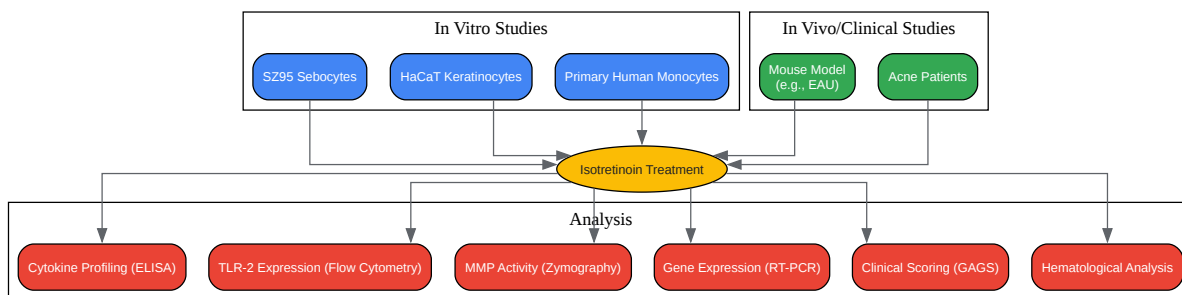 In Vitro Studies
In Vivo/Clinical Studies
SZ95 Sebocytes
HaCaT Keratinocytes
Primary Human Monocytes
Mouse Model
(e.g., EAU)
Acne Patients
Isotretinoin Treatment
Analysis
Cytokine Profiling (ELISA)
TLR-2 Expression (Flow Cytometry)
MMP Activity (Zymography)
Gene Expression (RT-PCR)
Clinical Scoring (GAGS)
Hematological Analysis